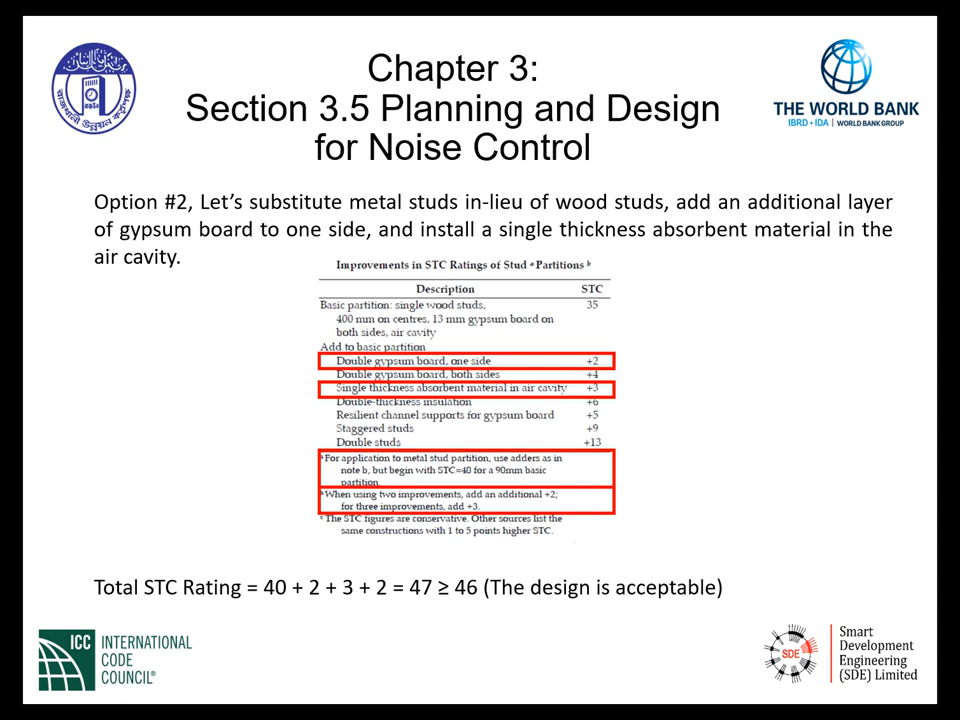 Chapter 3:
Section 3.5 Planning and Design
for Noise Control
রাজধানী উন্নয়ন কর্তৃপক্ষ
THE WORLD BANK
IBRD • IDA | WORLD BANK GROUP
Option #2, Let’s substitute metal studs in-lieu of wood studs, add an additional layer
of gypsum board to one side, and install a single thickness absorbent material in the
air cavity.
Improvements in STC Ratings of Stud ᵃ Partitions ᵇ
Description STC
Basic partition: single wood studs, 35
400 mm on centres, 13 mm gypsum board on
both sides, air cavity
Add to basic partition
Double gypsum board, one side +2
Double gypsum board, both sides +4
Single thickness absorbent material in air cavity +3
Double-thickness insulation +6
Resilient channel supports for gypsum board +5
Staggered studs +9
Double studs +13
ᵃ For application to metal stud partition, use adders as in
note b, but begin with STC=40 for a 90mm basic
partition.
ᵇ When using two improvements, add an additional +2;
for three improvements, add +3.
ᶜ The STC figures are conservative. Other sources list the
same constructions with 1 to 5 points higher STC.
Total STC Rating = 40 + 2 + 3 + 2 = 47 ≥ 46 (The design is acceptable)
ICC INTERNATIONAL
CODE
COUNCIL®
SDE
Smart
Development
Engineering
(SDE) Limited